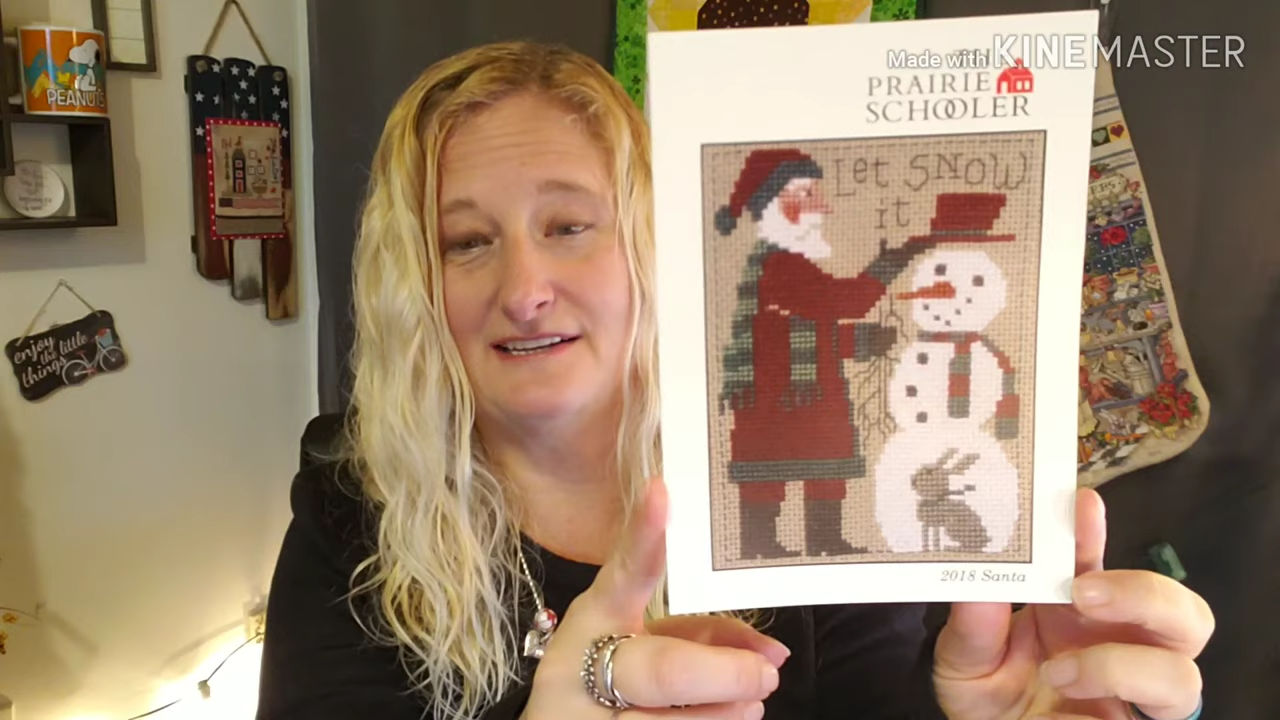 Made with KINEMASTER
PRAIRIE
SCHOOLER
Let SNOW
it
2018 Santa
PEANUTS
enjoy
the little
things